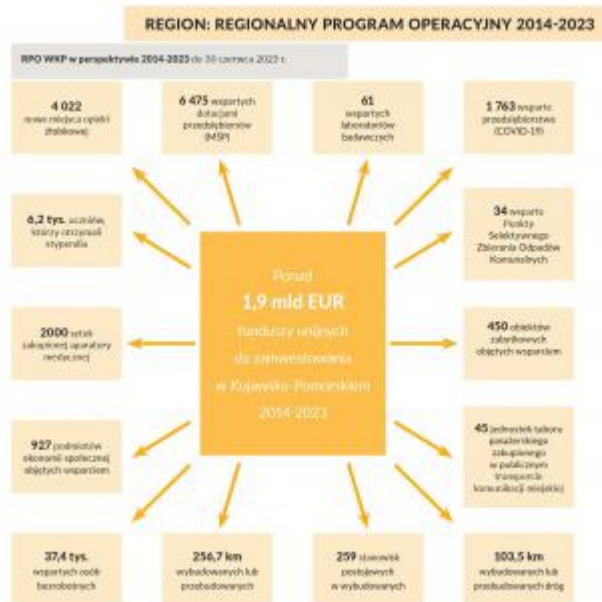 REGION: REGIONALNY PROGRAM OPERACYJNY 2014-2023
RPO WKP w perspektywie 2014-2023 do 30 czerwca 2023 r.
4 022
nowe miejsca opieki
żłobkowej
6 475 wspartych
dotacjami
przedsiębiorstw
(MŚP)
61
wspartych
laboratoriów
badawczych
1 763 wsparte
przedsiębiorstwa
(COVID-19)
6,2 tys. uczniów,
którzy otrzymali
stypendia
34 wsparte
Punkty
Selektywnego
Zbierania Odpadów
Komunalnych
Ponad
1,9 mld EUR
funduszy unijnych
do zainwestowania
w Kujawsko-Pomorskiem
2014-2023
2000 sztuk
zakupionej aparatury
medycznej
450 obiektów
zabytkowych
objętych wsparciem
927 podmiotów
ekonomii społecznej
objętych wsparciem
45 jednostek taboru
pasażerskiego
zakupionego
w publicznym
transporcie
komunikacji miejskiej
37,4 tys.
wspartych osób
bezrobotnych
256,7 km
wybudowanych lub
przebudowanych
259 stanowisk
postojowych
w wybudowanych
103,5 km
wybudowanych lub
przebudowanych dróg